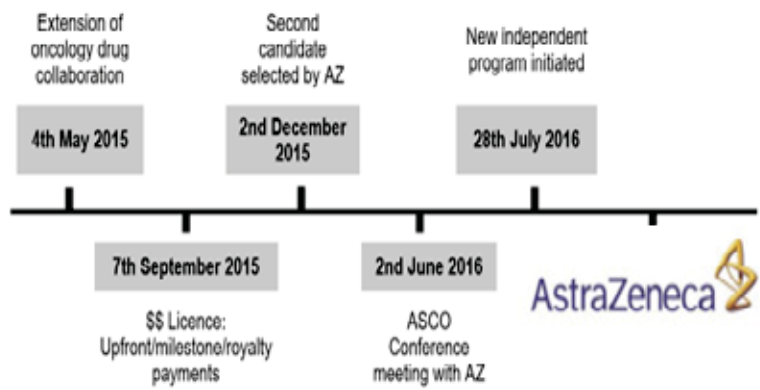 Extension of
oncology drug
collaboration
4th May 2015
7th September 2015
$$ Licence:
Upfront/milestone/royalty
payments
Second
candidate
selected by AZ
2nd December
2015
2nd June 2016
ASCO
Conference
meeting with AZ
New independent
program initiated
28th July 2016
AstraZeneca